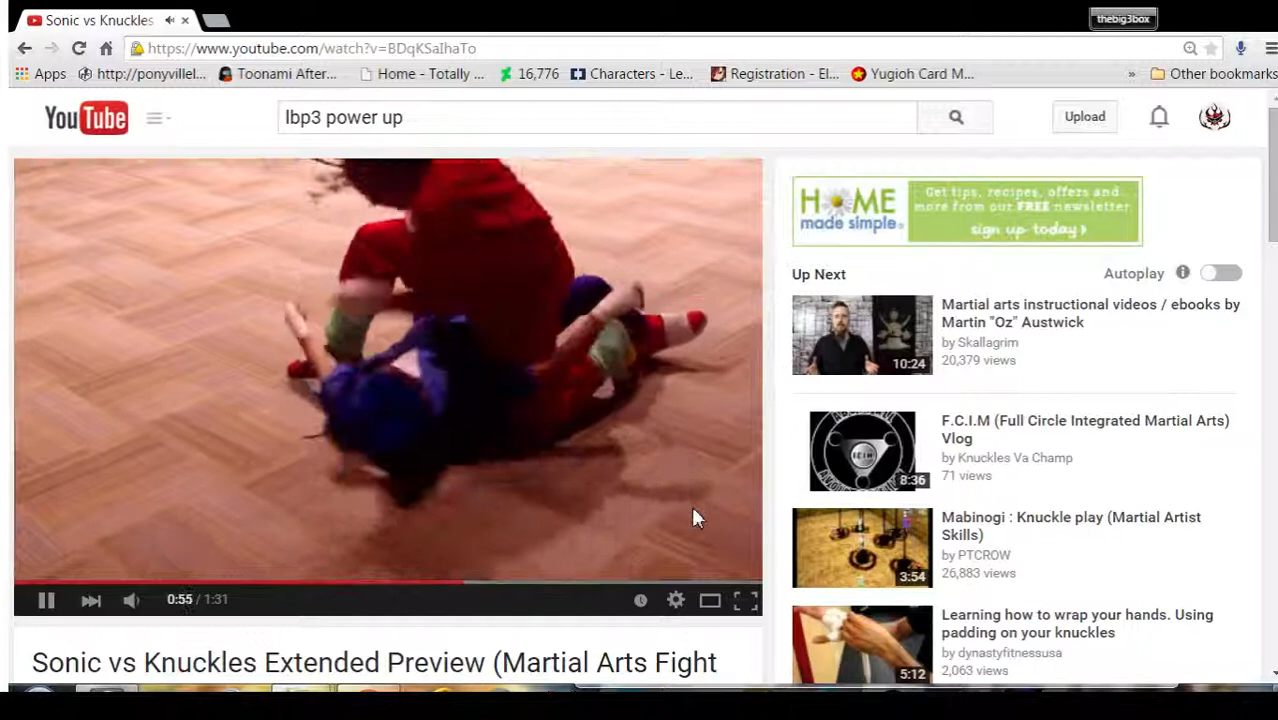 Sonic vs Knuckles
thebig3box
https://www.youtube.com/watch?v=BDqKSaIhaTo
Apps http://ponyvillel... Toonami After... Home - Totally ... 16,776 Characters - Le... Registration - El... Yugioh Card M... » Other bookmarks
YouTube
lbp3 power up
Upload
HOME made simple
Get tips, recipes, offers and
more from our FREE newsletter
sign up today
Up Next
Autoplay
Martial arts instructional videos / ebooks by
Martin "Oz" Austwick
by Skallagrim
20,379 views
10:24
F.C.I.M (Full Circle Integrated Martial Arts)
Vlog
by Knuckles Va Champ
71 views
8:36
Mabinogi : Knuckle play (Martial Artist
Skills)
by PTCROW
26,883 views
3:54
Learning how to wrap your hands. Using
padding on your knuckles
by dynastyfitnessusa
2,063 views
5:12
0:55 / 1:31
Sonic vs Knuckles Extended Preview (Martial Arts Fight